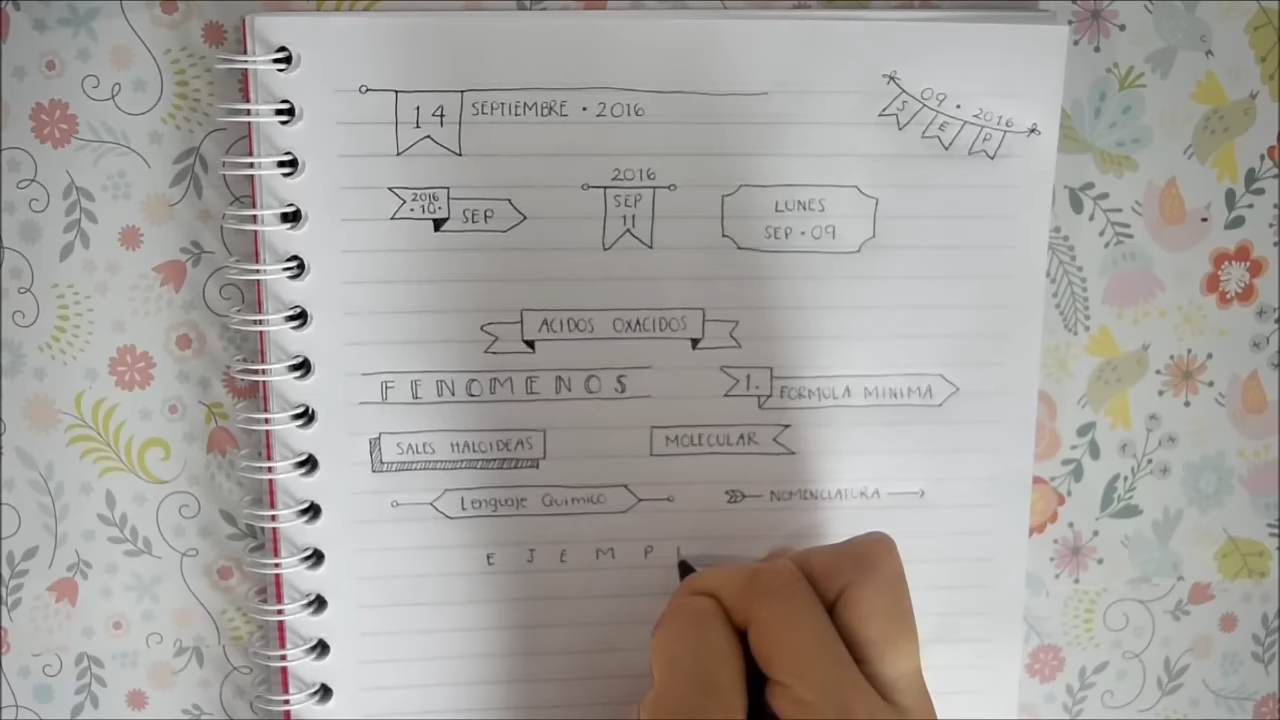 14 SEPTIEMBRE · 2016
09 · 2016
SEP
2016
· 10 ·
SEP
2016
SEP
11
LUNES
SEP · 09
ACIDOS OXACIDOS
FENOMENOS
1. FORMULA MINIMA
SALES HALOIDEAS
MOLECULAR
Lenguaje Quimico
NOMENCLATURA
E J E M P L